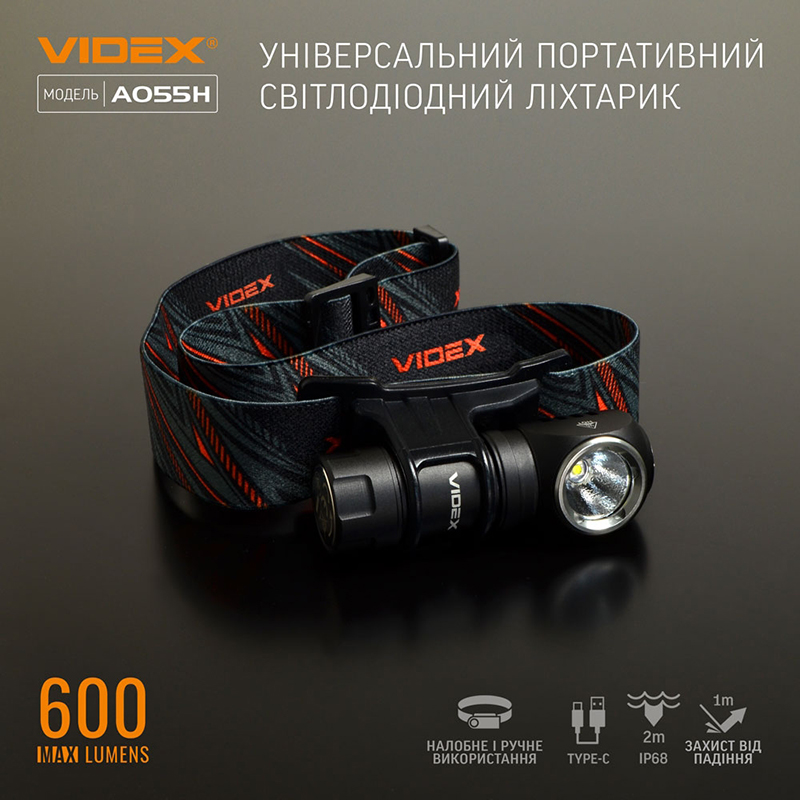 VIDEX®
МОДЕЛЬ | A055H
УНІВЕРСАЛЬНИЙ ПОРТАТИВНИЙ
СВІТЛОДІОДНИЙ ЛІХТАРИК
VIDEX
VIDEX
VIDEX
600
MAX LUMENS
НАЛОБНЕ І РУЧНЕ
ВИКОРИСТАННЯ
TYPE-C
2m
IP68
1m
ЗАХИСТ ВІД
ПАДІННЯ